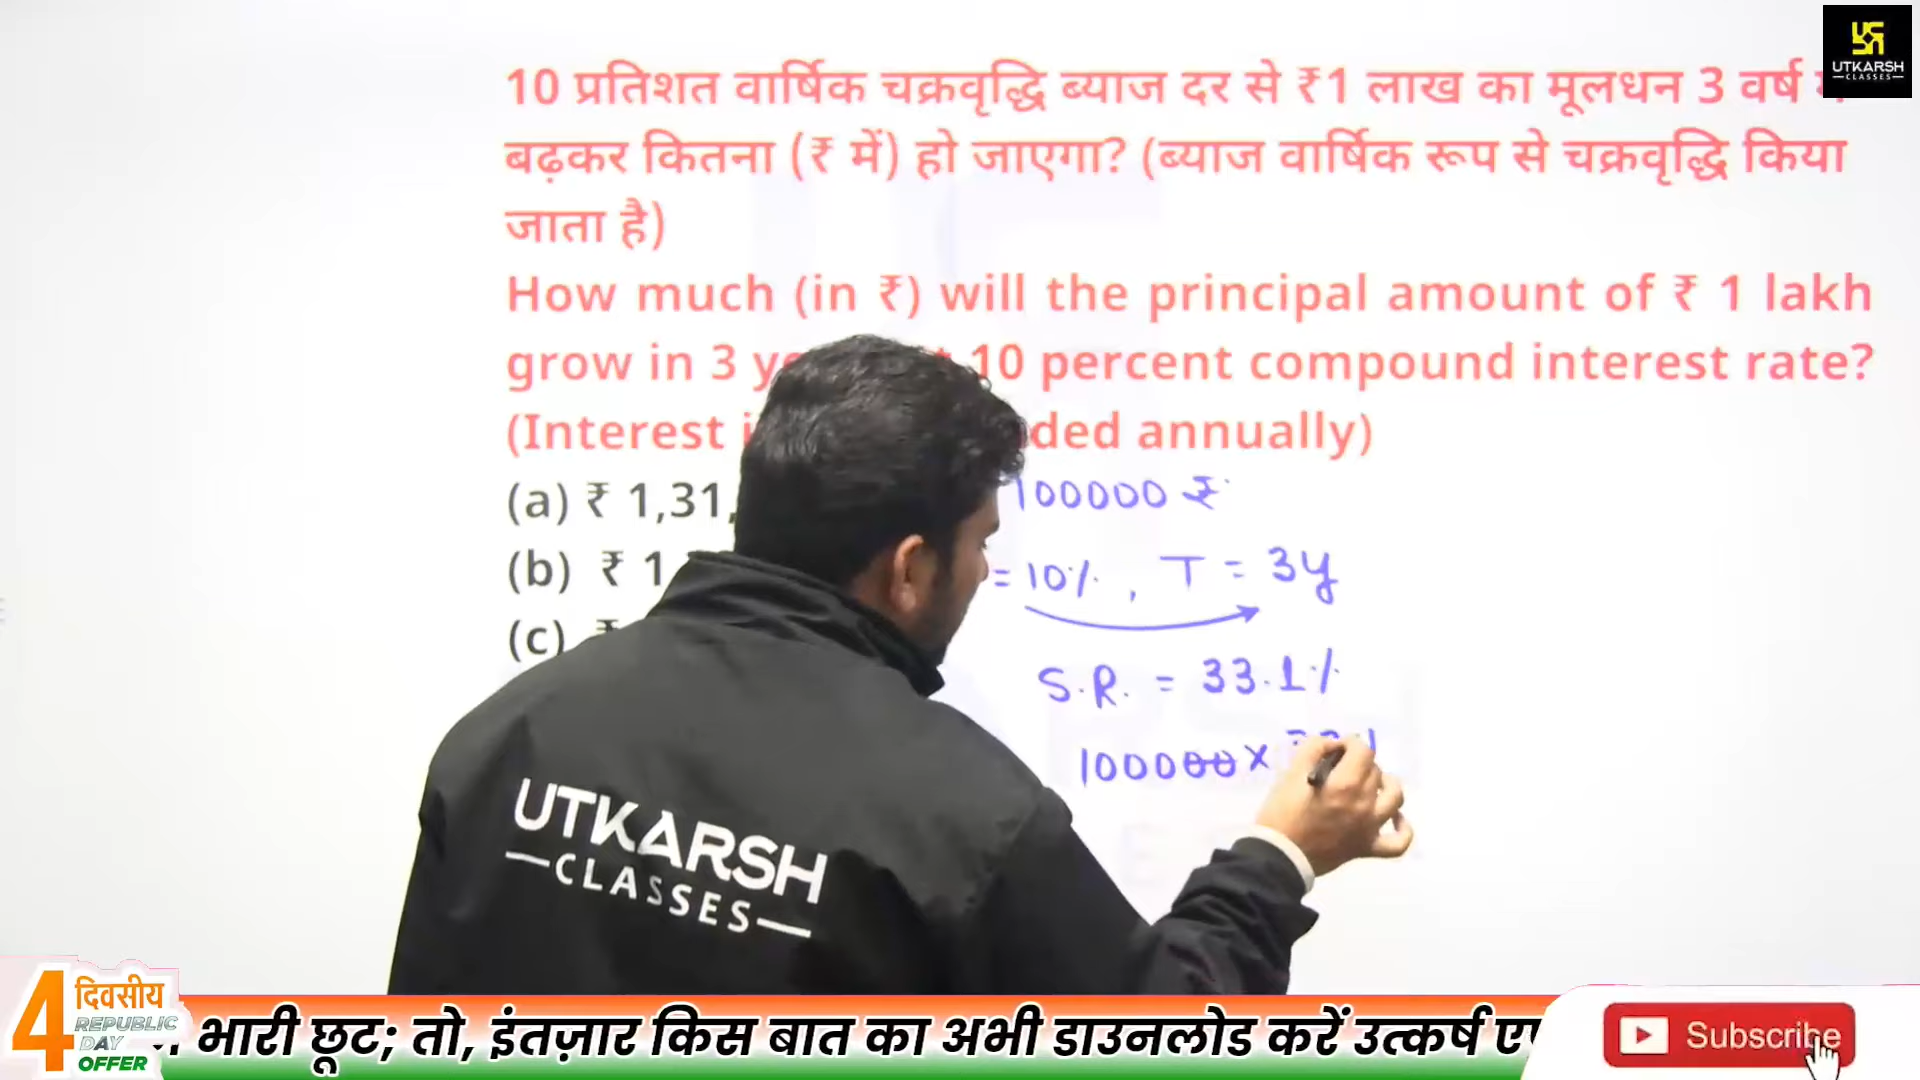 UTKARSH
CLASSES
10 प्रतिशत वार्षिक चक्रवृद्धि ब्याज दर से ₹1 लाख का मूलधन 3 वर्ष
बढ़कर कितना (₹ में) हो जाएगा? (ब्याज वार्षिक रूप से चक्रवृद्धि किया
जाता है)
How much (in ₹) will the principal amount of ₹ 1 lakh
grow in 3 10 percent compound interest rate?
(Interest annually)
(a) ₹ 1,31,
100000 ₹
(b) ₹ 1
= 10% , T = 3y
(c) ₹
S.R. = 33.1%
100000 ×
UTKARSH
CLASSES
4 दिवसीय
REPUBLIC
DAY
OFFER
भारी छूट; तो, इंतज़ार किस बात का अभी डाउनलोड करें उत्कर्ष
Subscribe